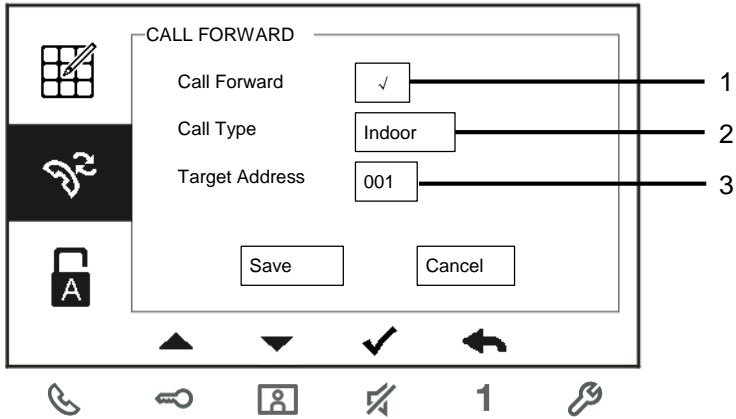 CALL FORWARD
Call Forward √ 1
Call Type Indoor 2
Target Address 001 3
Save Cancel
A
1